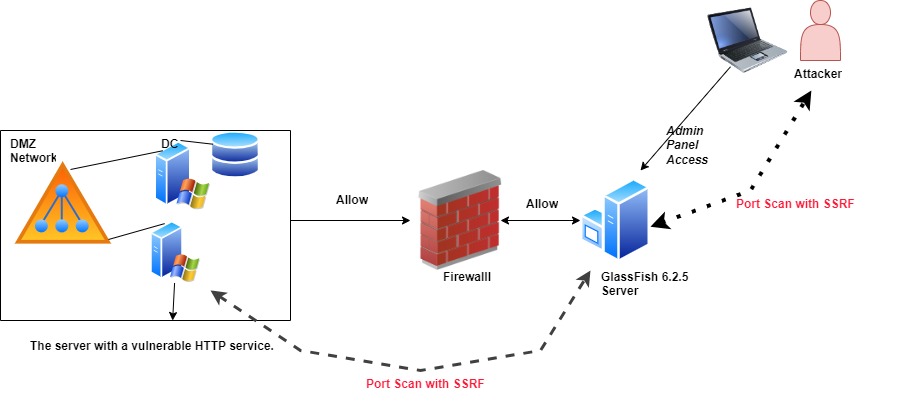 Attacker
Admin
Panel
Access
DMZ
Network
DC
Allow
Allow
Port Scan with SSRF
Firewalll
GlassFish 6.2.5
Server
The server with a vulnerable HTTP service.
Port Scan with SSRF